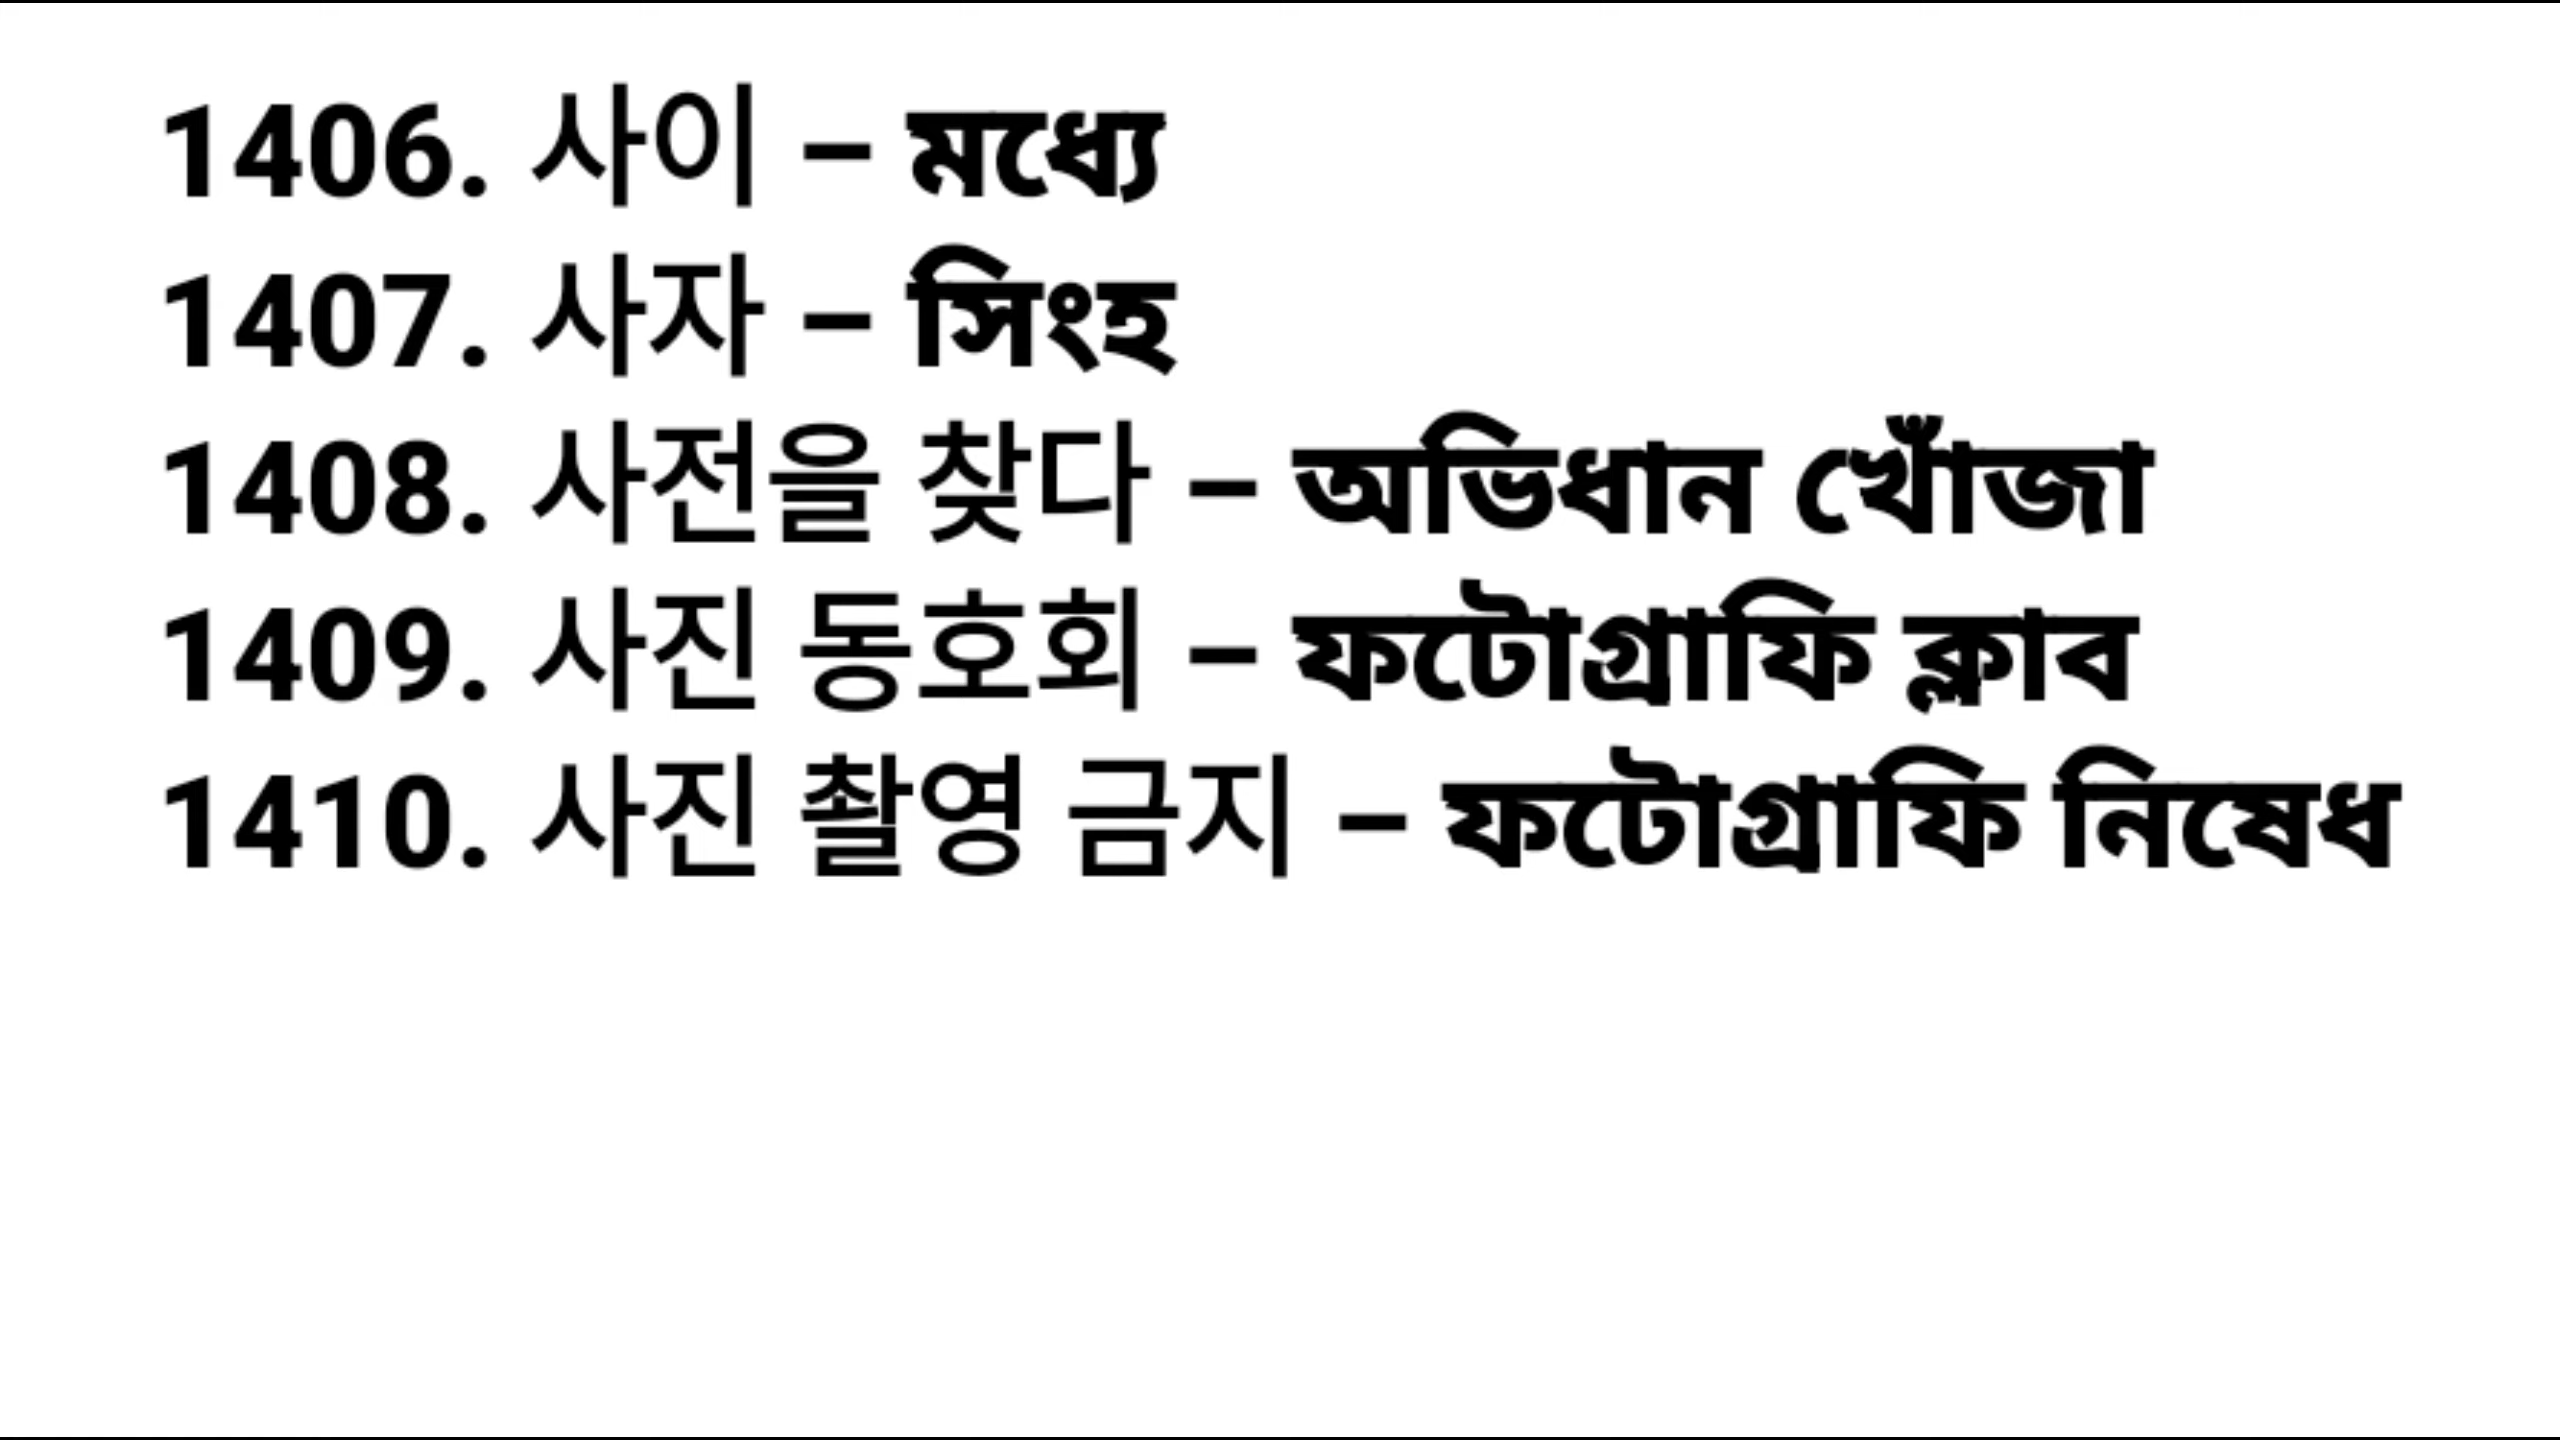 1406. 사이 – মধ্যে
1407. 사자 – সিংহ
1408. 사전을 찾다 – অভিধান খোঁজা
1409. 사진 동호회 – ফটোগ্রাফি ক্লাব
1410. 사진 촬영 금지 – ফটোগ্রাফি নিষেধ